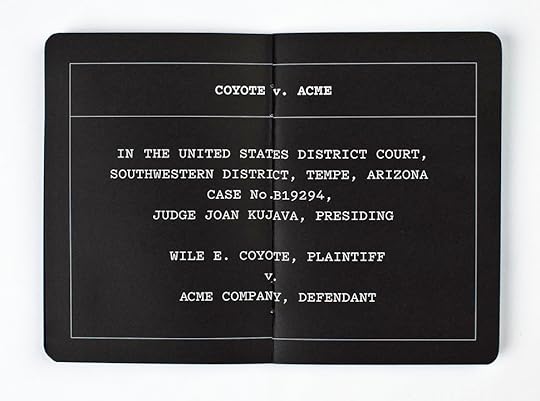 COYOTE v. ACME
IN THE UNITED STATES DISTRICT COURT,
SOUTHWESTERN DISTRICT, TEMPE, ARIZONA
CASE No.B19294,
JUDGE JOAN KUJAVA, PRESIDING
WILE E. COYOTE, PLAINTIFF
v.
ACME COMPANY, DEFENDANT